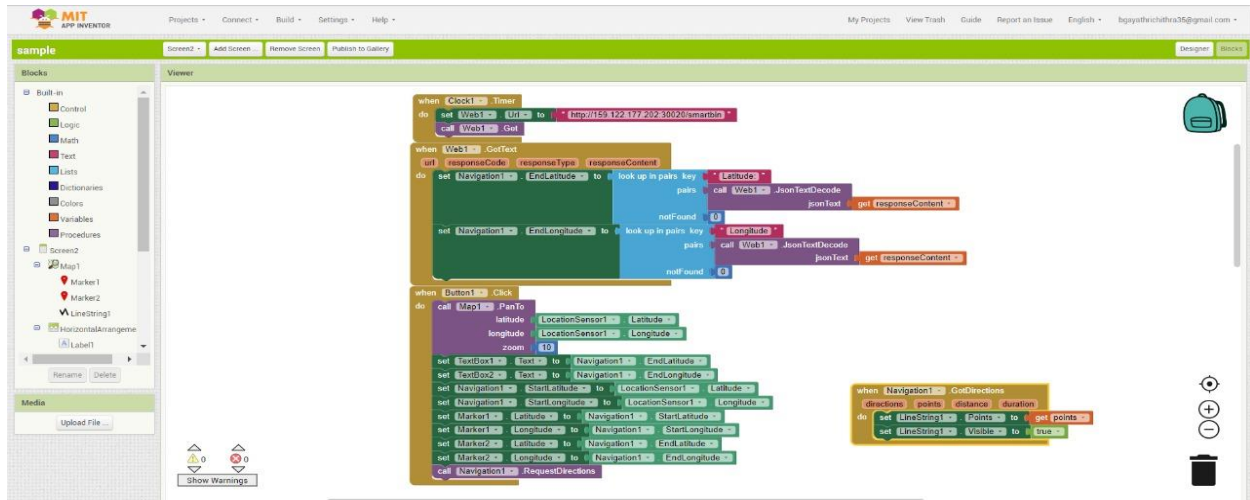 MIT
APP INVENTOR
Projects Connect Build Settings Help
My Projects View Trash Guide Report an Issue English bgayathrichithra35@gmail.com
sample
Screen2 Add Screen ... Remove Screen Publish to Gallery
Designer Blocks
Blocks
Built-in
Control
Logic
Math
Text
Lists
Dictionaries
Colors
Variables
Procedures
Screen2
Map1
Marker1
Marker2
LineString1
HorizontalArrangeme
Label1
Rename Delete
Media
Upload File ...
Viewer
when Clock1 .Timer
do set Web1 . Url to " http://159.122.177.202:30020/smartbin "
call Web1 .Get
when Web1 .GotText
url responseCode responseType responseContent
do set Navigation1 . EndLatitude to look up in pairs key " Latitude: "
pairs call Web1 .JsonTextDecode
jsonText get responseContent
notFound 0
set Navigation1 . EndLongitude to look up in pairs key " Longitude "
pairs call Web1 .JsonTextDecode
jsonText get responseContent
notFound 0
when Button1 .Click
do call Map1 .PanTo
latitude LocationSensor1 . Latitude
longitude LocationSensor1 . Longitude
zoom 10
set TextBox1 . Text to Navigation1 . EndLatitude
set TextBox2 . Text to Navigation1 . EndLongitude
set Navigation1 . StartLatitude to LocationSensor1 . Latitude
set Navigation1 . StartLongitude to LocationSensor1 . Longitude
set Marker1 . Latitude to Navigation1 . StartLatitude
set Marker1 . Longitude to Navigation1 . StartLongitude
set Marker2 . Latitude to Navigation1 . EndLatitude
set Marker2 . Longitude to Navigation1 . EndLongitude
call Navigation1 .RequestDirections
when Navigation1 .GotDirections
directions points distance duration
do set LineString1 . Points to get points
set LineString1 . Visible to true
0 0
Show Warnings